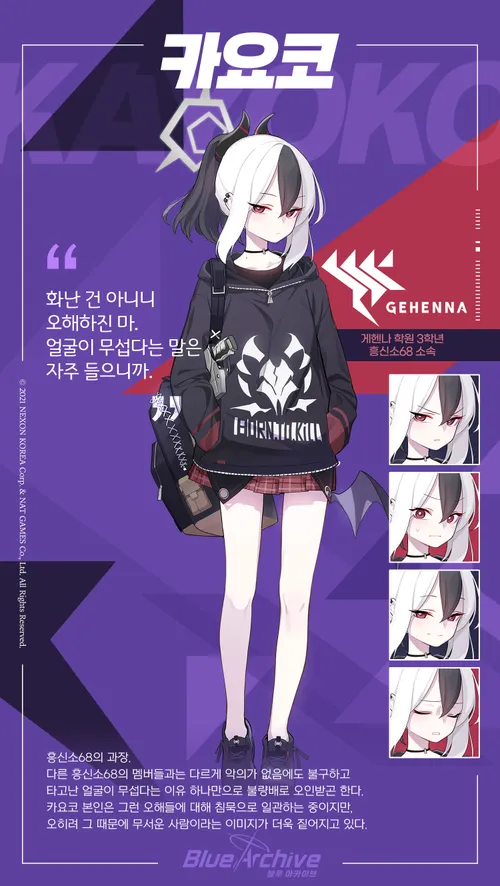 카요코
KAYOKO
“
화난 건 아니니
오해하진 마.
얼굴이 무섭다는 말은
자주 들으니까.
GEHENNA
게헨나 학원 3학년
흥신소68 소속
BORN TO KILL
© 2021 NEXON KOREA Corp. & NAT GAMES Co., Ltd. All Rights Reserved.
흥신소68의 과장.
다른 흥신소68의 멤버들과는 다르게 악의가 없음에도 불구하고
타고난 얼굴이 무섭다는 이유 하나만으로 불량배로 오인받곤 한다.
카요코 본인은 그런 오해들에 대해 침묵으로 일관하는 중이지만,
오히려 그 때문에 무서운 사람이라는 이미지가 더욱 짙어지고 있다.
Blue Archive
블루 아카이브